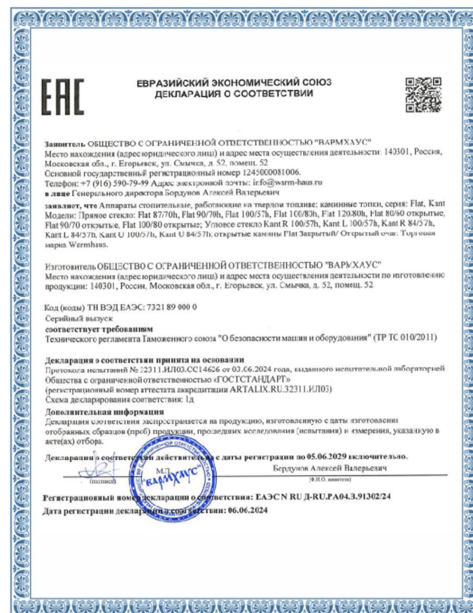 EAC
ЕВРАЗИЙСКИЙ ЭКОНОМИЧЕСКИЙ СОЮЗ
ДЕКЛАРАЦИЯ О СООТВЕТСТВИИ
Заявитель ОБЩЕСТВО С ОГРАНИЧЕННОЙ ОТВЕТСТВЕННОСТЬЮ "ВАРМХАУС"
Место нахождения (адрес юридического лица) и адрес места осуществления деятельности: 140301, Россия,
Московская обл., г. Егорьевск, ул. Смычка, д. 52, помещ. 52
Основной государственный регистрационный номер 1245000081006.
Телефон: +7 (916) 590-79-99 Адрес электронной почты: info@warm-haus.ru
в лице Генерального директора Бордунов Алексей Валерьевич
заявляет, что Аппараты отопительные, работающие на твердом топливе: каминные топки, серия: Flat, Kant
Модели: Прямое стекло: Flat 87/70h, Flat 90/70h, Flat 100/57h, Flat 100/80h, Flat 120/80h, Flat 80/60 открытые,
Flat 90/70 открытые, Flat 100/80 открытые; Угловое стекло Kant R 100/57h, Kant L 100/57h, Kant R 84/57h,
Kant L 84/57h, Kant U 100/57h, Kant U 84/57h, открытые камины Flat Закрытый/ Открытый очаг. Торговая
марка Wermhaus.
Изготовитель ОБЩЕСТВО С ОГРАНИЧЕННОЙ ОТВЕТСТВЕННОСТЬЮ "ВАРМХАУС"
Место нахождения (адрес юридического лица) и адрес места осуществления деятельности по изготовлению
продукции: 140301, Россия, Московская обл., г. Егорьевск, ул. Смычка, д. 52, помещ. 52
Код (коды) ТН ВЭД ЕАЭС: 7321 89 000 0
Серийный выпуск
соответствует требованиям
Технического регламента Таможенного союза "О безопасности машин и оборудования" (ТР ТС 010/2011)
Декларация о соответствии принята на основании
Протокола испытаний № 32311.ИЛ03.СС14626 от 03.06.2024 года, выданного испытательной лабораторией
Общества с ограниченной ответственностью «ГОСТСТАНДАРТ»
(регистрационный номер аттестата аккредитации ARTALIX.RU.32311.ИЛ03)
Схема декларирования соответствия: 1д
Дополнительная информация
Декларация соответствия распространяется на продукцию, изготовленную с даты изготовления
отобранных образцов (проб) продукции, прошедших исследования (испытания) и измерения, указанную в
акте(ах) отбора.
Декларация о соответствии действительна с даты регистрации по 05.06.2029 включительно.
М.П. Бордунов Алексей Валерьевич
(подпись) (Ф.И.О. заявителя)
"ВАРМХАУС"
Регистрационный номер декларации о соответствии: ЕАЭС N RU Д-RU.РА04.В.91302/24
Дата регистрации декларации о соответствии: 06.06.2024